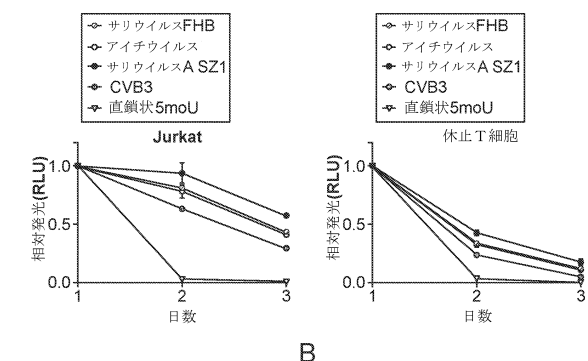 サリウイルスFHB
アイチウイルス
サリウイルスA SZ1
CVB3
直鎖状5moU
Jurkat
相対発光(RLU)
1.0
0.5
0.0
1 2 3
日数
サリウイルスFHB
アイチウイルス
サリウイルスA SZ1
CVB3
直鎖状5moU
休止T細胞
相対発光(RLU)
1.0
0.5
0.0
1 2 3
日数
B